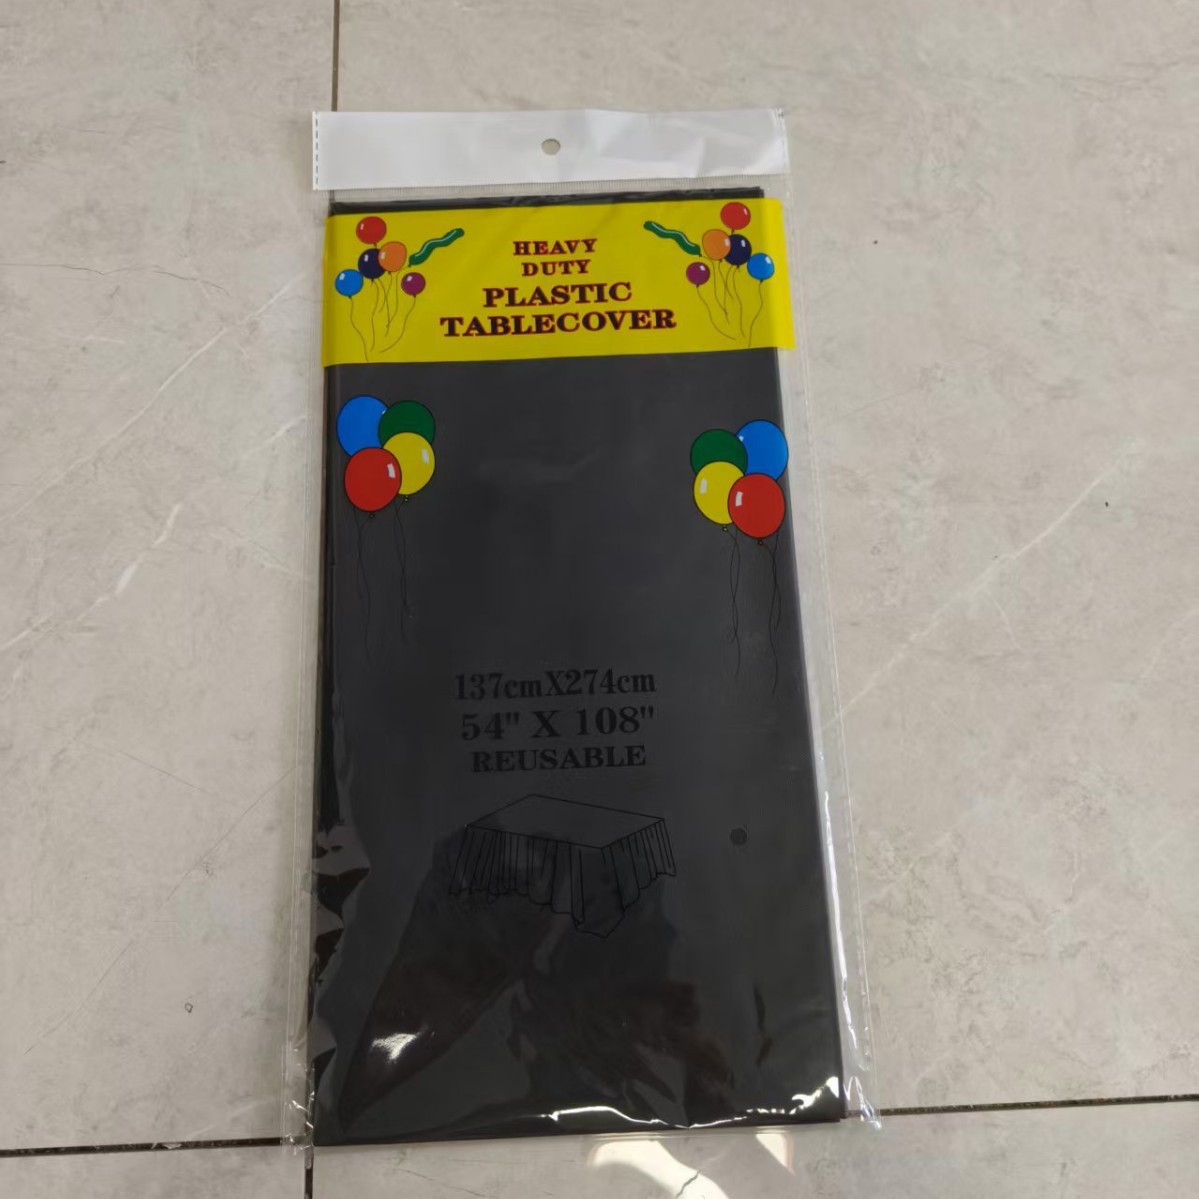 HEAVY
DUTY
PLASTIC
TABLECOVER
137cmX274cm
54" X 108"
REUSABLE